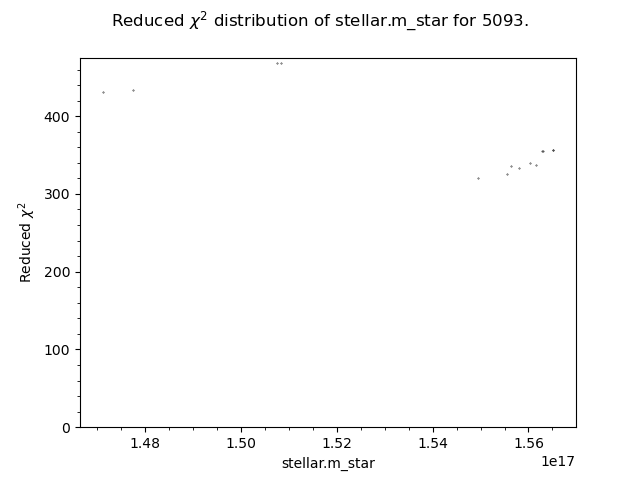 Reduced χ² distribution of stellar.m_star for 5093.
Reduced χ²
400
300
200
100
0
1.48 1.50 1.52 1.54 1.56
1e17
stellar.m_star